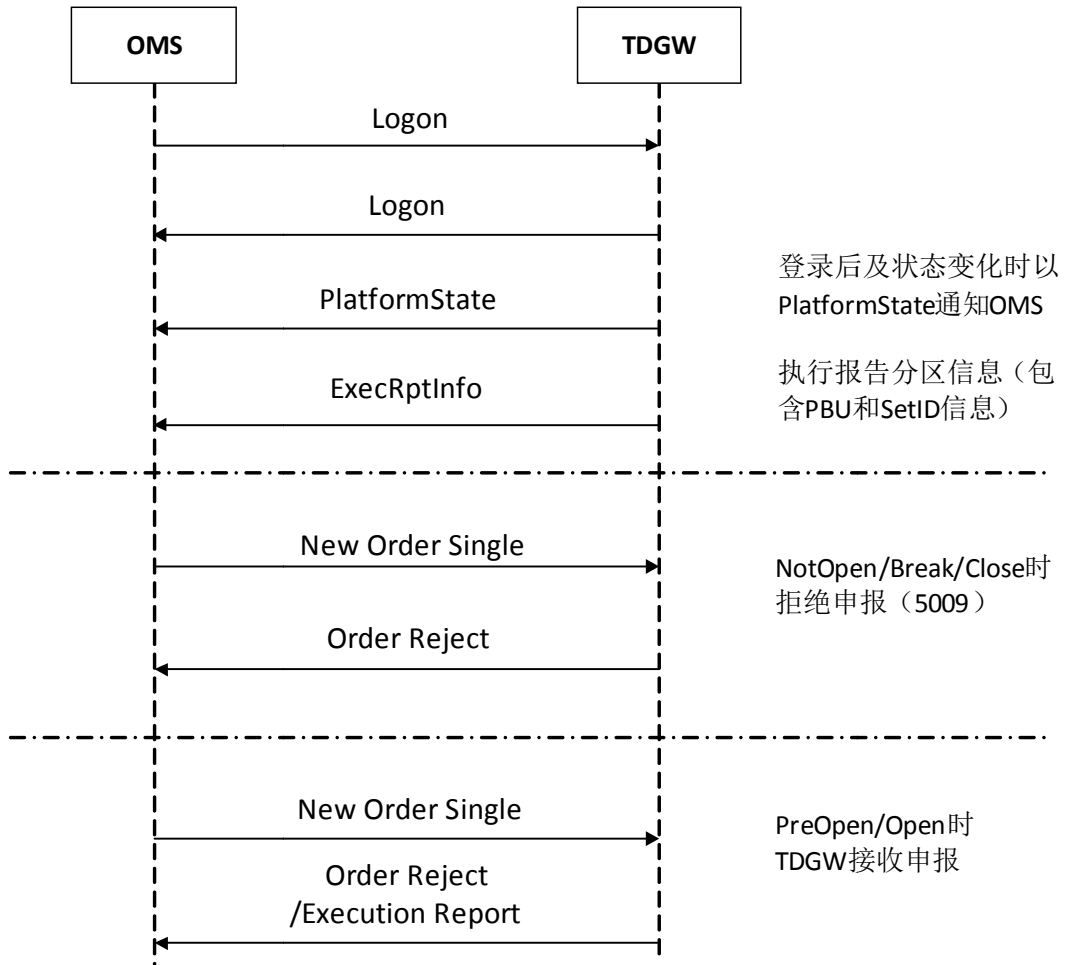 OMS
TDGW
Logon
Logon
登录后及状态变化时以
PlatformState通知OMS
PlatformState
执行报告分区信息（包
含PBU和SetID信息）
ExecRptInfo
New Order Single
NotOpen/Break/Close时
拒绝申报（5009）
Order Reject
New Order Single
PreOpen/Open时
TDGW接收申报
Order Reject
/Execution Report